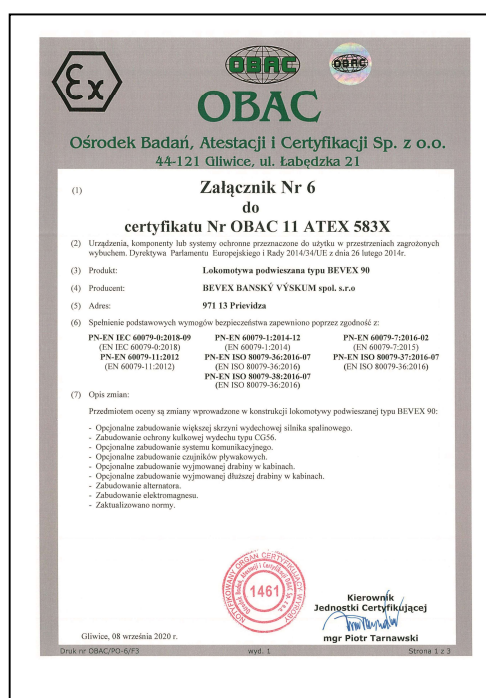 Ex
OBAC
OBAC
OBAC
Ośrodek Badań, Atestacji i Certyfikacji Sp. z o.o.
44-121 Gliwice, ul. Łabędzka 21
(1) Załącznik Nr 6
do
certyfikatu Nr OBAC 11 ATEX 583X
(2) Urządzenia, komponenty lub systemy ochronne przeznaczone do użytku w przestrzeniach zagrożonych
wybuchem. Dyrektywa Parlamentu Europejskiego i Rady 2014/34/UE z dnia 26 lutego 2014r.
(3) Produkt: Lokomotywa podwieszana typu BEVEX 90
(4) Producent: BEVEX BANSKÝ VÝSKUM spol. s.r.o
(5) Adres: 971 13 Prievidza
(6) Spełnienie podstawowych wymogów bezpieczeństwa zapewniono poprzez zgodność z:
PN-EN IEC 60079-0:2018-09 PN-EN 60079-1:2014-12 PN-EN 60079-7:2016-02
(EN IEC 60079-0:2018) (EN 60079-1:2014) (EN 60079-7:2015)
PN-EN 60079-11:2012 PN-EN ISO 80079-36:2016-07 PN-EN ISO 80079-37:2016-07
(EN 60079-11:2012) (EN ISO 80079-36:2016) (EN ISO 80079-36:2016)
PN-EN ISO 80079-38:2016-07
(EN ISO 80079-36:2016)
(7) Opis zmian:
Przedmiotem oceny są zmiany wprowadzone w konstrukcji lokomotywy podwieszanej typu BEVEX 90:
- Opcjonalne zabudowanie większej skrzyni wydechowej silnika spalinowego.
- Zabudowanie ochrony kulkowej wydechu typu CG56.
- Opcjonalne zabudowanie systemu komunikacyjnego.
- Opcjonalne zabudowanie czujników pływakowych.
- Opcjonalne zabudowanie wyjmowanej drabiny w kabinach.
- Opcjonalne zabudowanie wyjmowanej dłuższej drabiny w kabinach.
- Zabudowanie alternatora.
- Zabudowanie elektromagnesu.
- Zaktualizowano normy.
NOTYFIKOWANY ORGAN CERTYFIKUJĄCY WYROBY
Ośrodek Badań, Atestacji i Certyfikacji OBAC Sp. z o.o.
1461
Kierownik
Jednostki Certyfikującej
mgr Piotr Tarnawski
Gliwice, 08 września 2020 r.
Druk nr OBAC/PO-6/F3 wyd. 1 Strona 1 z 3